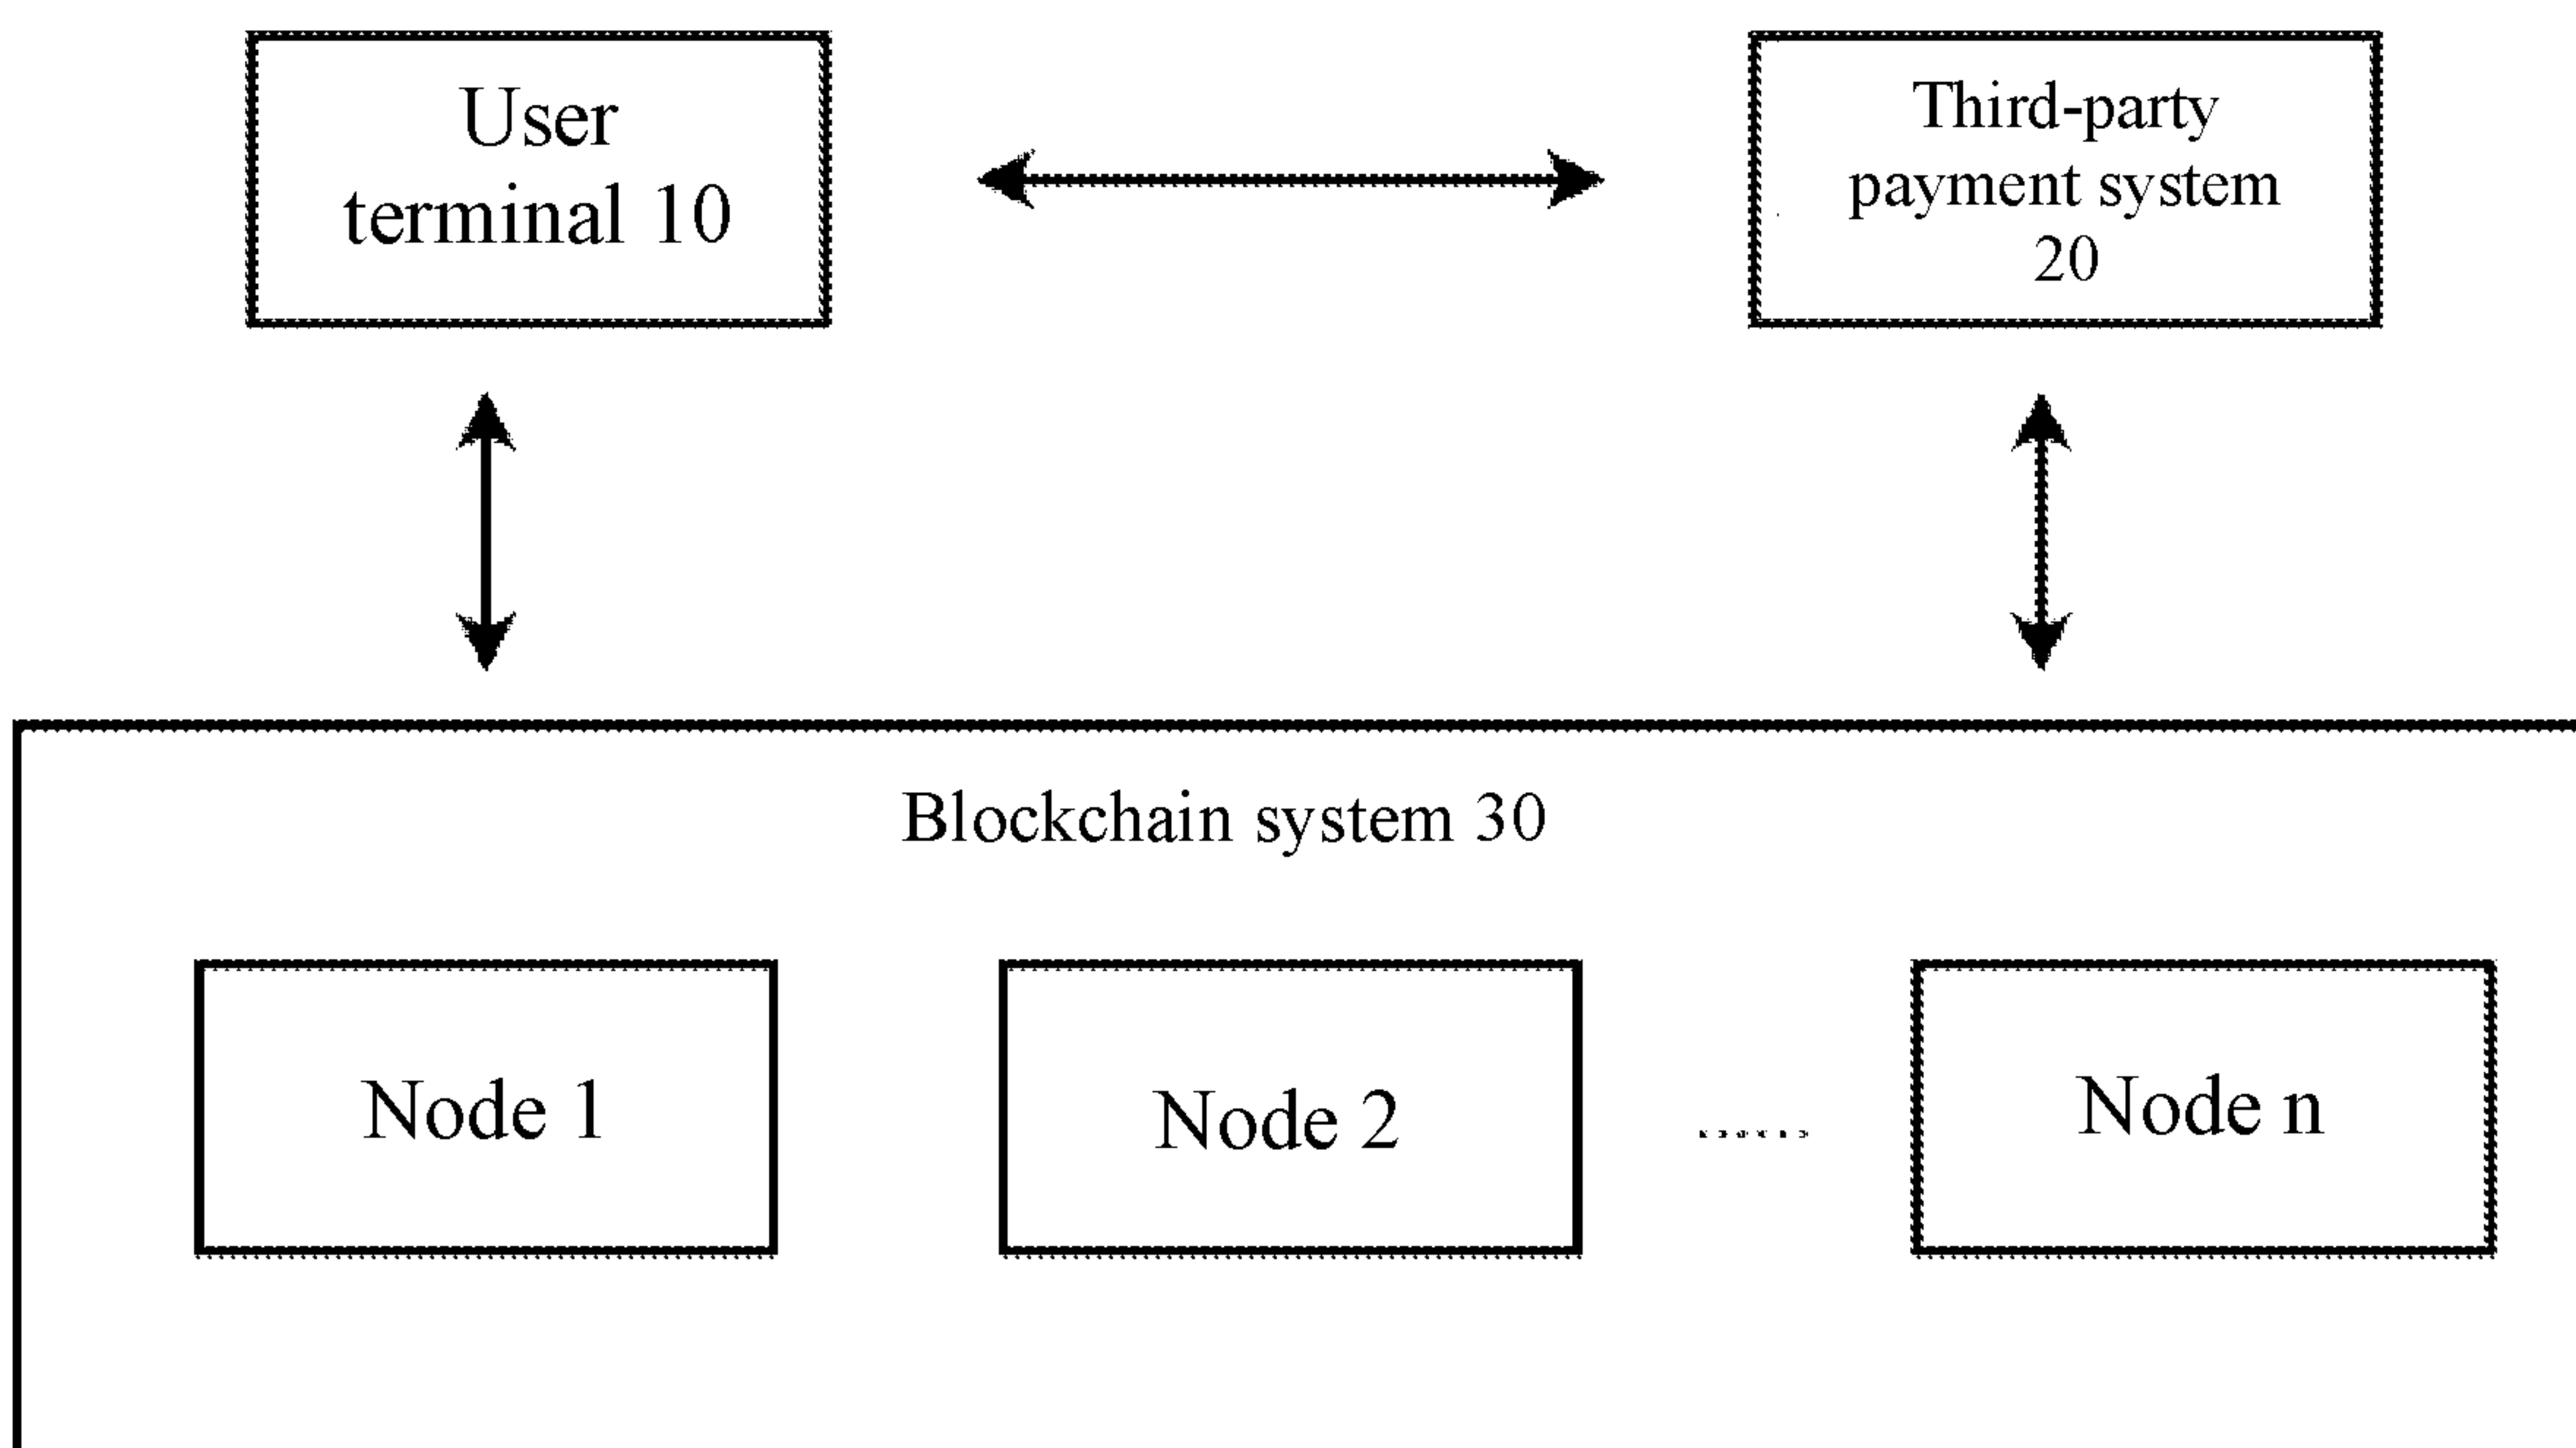 User
terminal 10
Third-party
payment system
20
Blockchain system 30
Node 1
Node 2
......
Node n